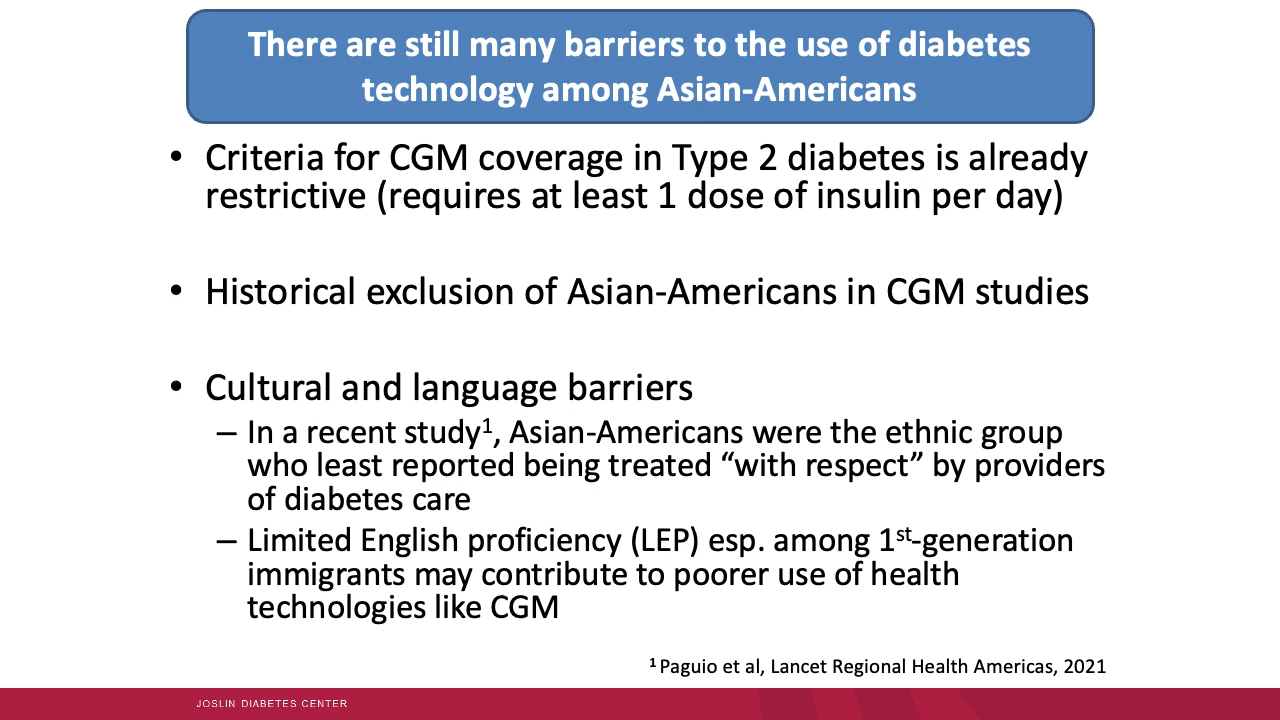 There are still many barriers to the use of diabetes
technology among Asian-Americans
• Criteria for CGM coverage in Type 2 diabetes is already
restrictive (requires at least 1 dose of insulin per day)
• Historical exclusion of Asian-Americans in CGM studies
• Cultural and language barriers
– In a recent study¹, Asian-Americans were the ethnic group
who least reported being treated “with respect” by providers
of diabetes care
– Limited English proficiency (LEP) esp. among 1st-generation
immigrants may contribute to poorer use of health
technologies like CGM
¹ Paguio et al, Lancet Regional Health Americas, 2021
JOSLIN DIABETES CENTER